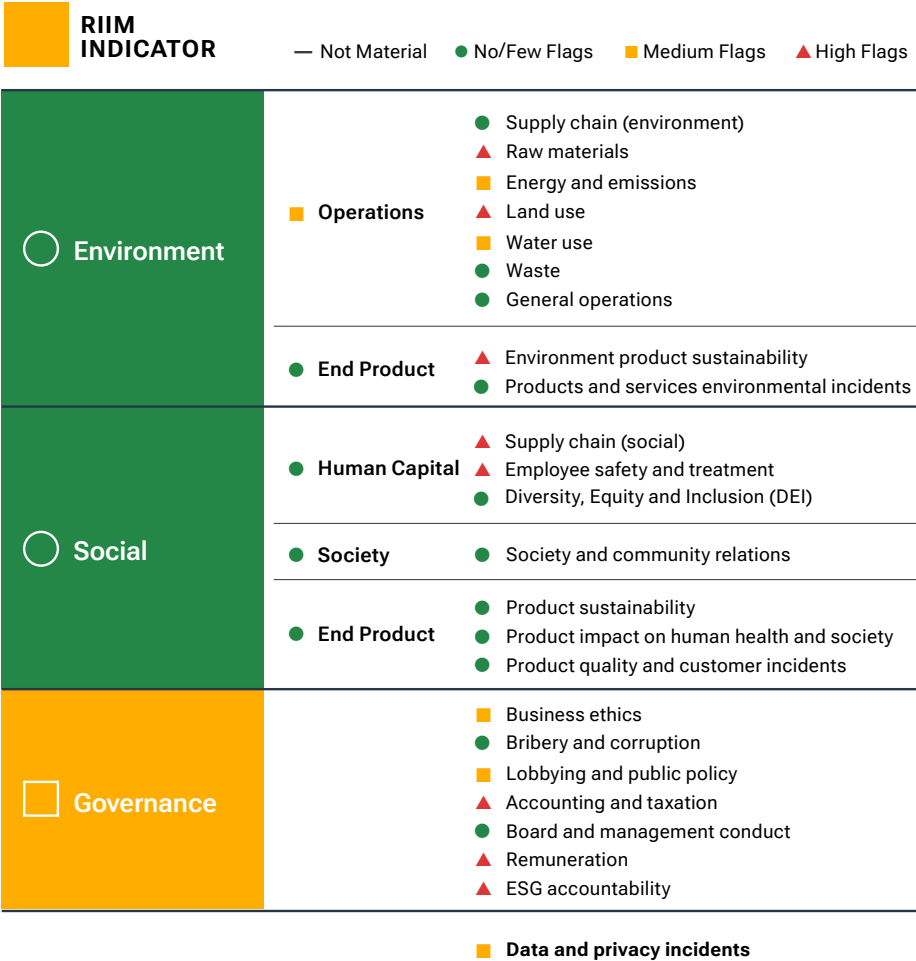 RIIM
INDICATOR
Not Material No/Few Flags Medium Flags High Flags
Environment
Operations
Supply chain (environment)
Raw materials
Energy and emissions
Land use
Water use
Waste
General operations
End Product
Environment product sustainability
Products and services environmental incidents
Social
Human Capital
Supply chain (social)
Employee safety and treatment
Diversity, Equity and Inclusion (DEI)
Society
Society and community relations
End Product
Product sustainability
Product impact on human health and society
Product quality and customer incidents
Governance
Business ethics
Bribery and corruption
Lobbying and public policy
Accounting and taxation
Board and management conduct
Remuneration
ESG accountability
Data and privacy incidents